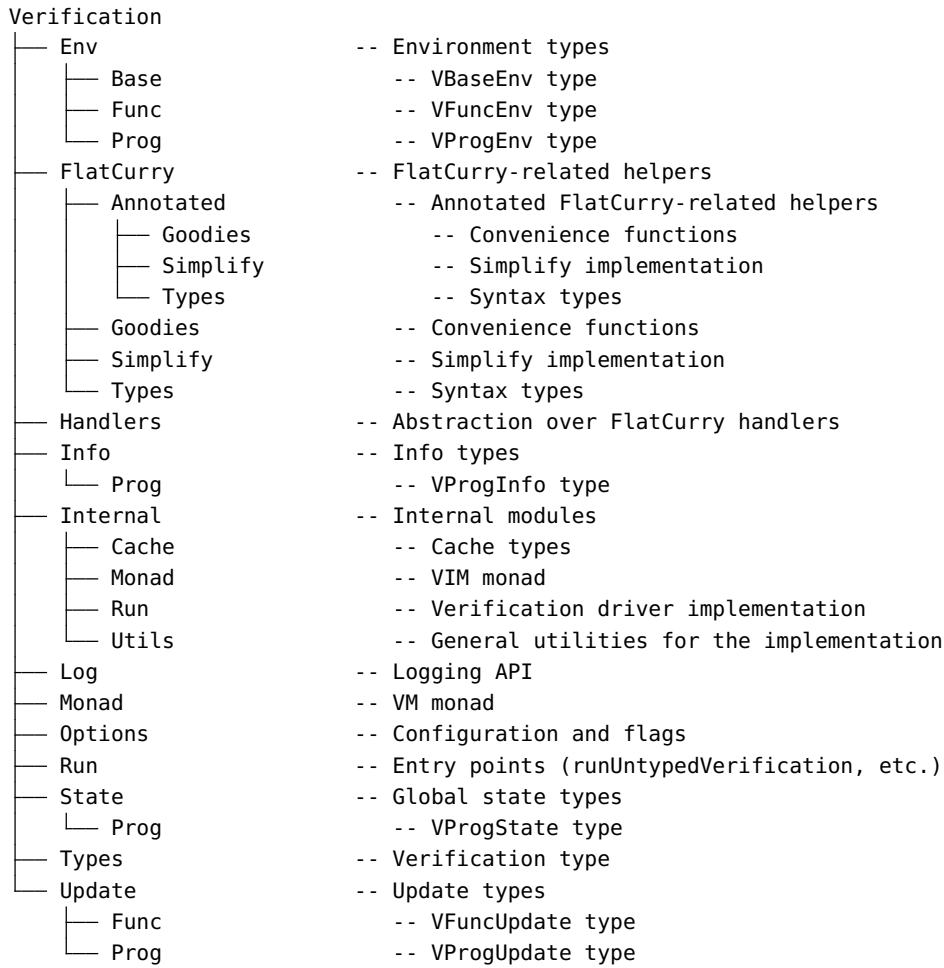 Verification
├── Env -- Environment types
│   ├── Base -- VBaseEnv type
│   ├── Func -- VFuncEnv type
│   └── Prog -- VProgEnv type
├── FlatCurry -- FlatCurry-related helpers
│   ├── Annotated -- Annotated FlatCurry-related helpers
│   │   ├── Goodies -- Convenience functions
│   │   ├── Simplify -- Simplify implementation
│   │   └── Types -- Syntax types
│   ├── Goodies -- Convenience functions
│   ├── Simplify -- Simplify implementation
│   └── Types -- Syntax types
├── Handlers -- Abstraction over FlatCurry handlers
├── Info -- Info types
│   └── Prog -- VProgInfo type
├── Internal -- Internal modules
│   ├── Cache -- Cache types
│   ├── Monad -- VIM monad
│   ├── Run -- Verification driver implementation
│   └── Utils -- General utilities for the implementation
├── Log -- Logging API
├── Monad -- VM monad
├── Options -- Configuration and flags
├── Run -- Entry points (runUntypedVerification, etc.)
├── State -- Global state types
│   └── Prog -- VProgState type
├── Types -- Verification type
└── Update -- Update types
    ├── Func -- VFuncUpdate type
    └── Prog -- VProgUpdate type